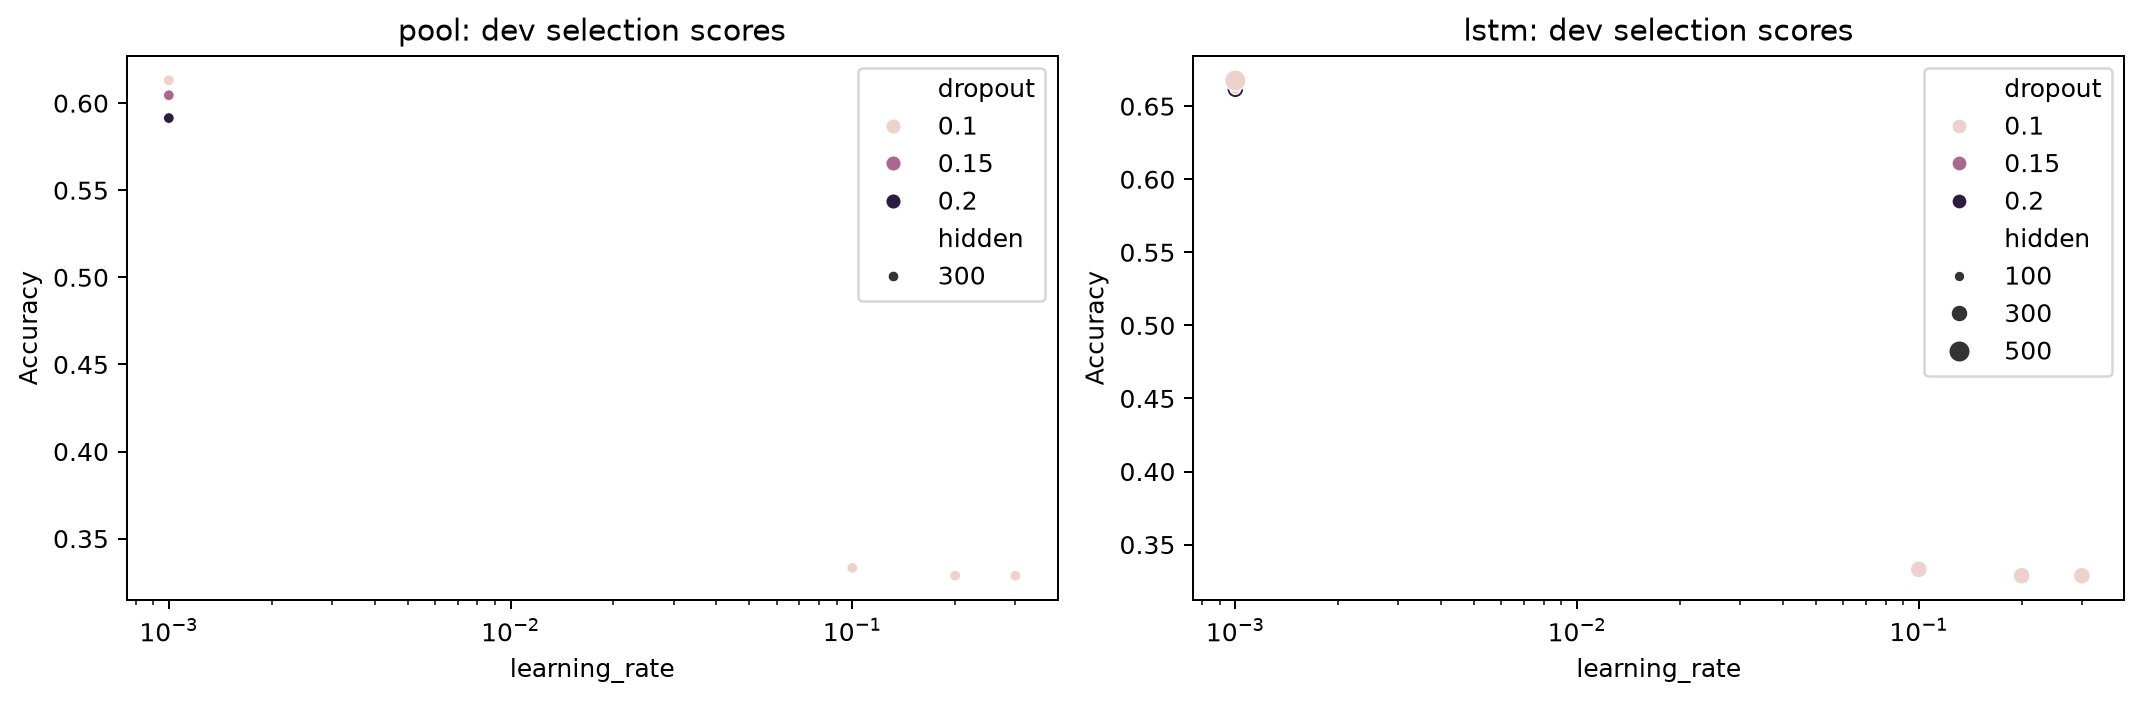 pool: dev selection scores
Accuracy
0.60
0.55
0.50
0.45
0.40
0.35
dropout
0.1
0.15
0.2
hidden
300
10⁻³
10⁻²
10⁻¹
learning_rate
lstm: dev selection scores
Accuracy
0.65
0.60
0.55
0.50
0.45
0.40
0.35
dropout
0.1
0.15
0.2
hidden
100
300
500
10⁻³
10⁻²
10⁻¹
learning_rate